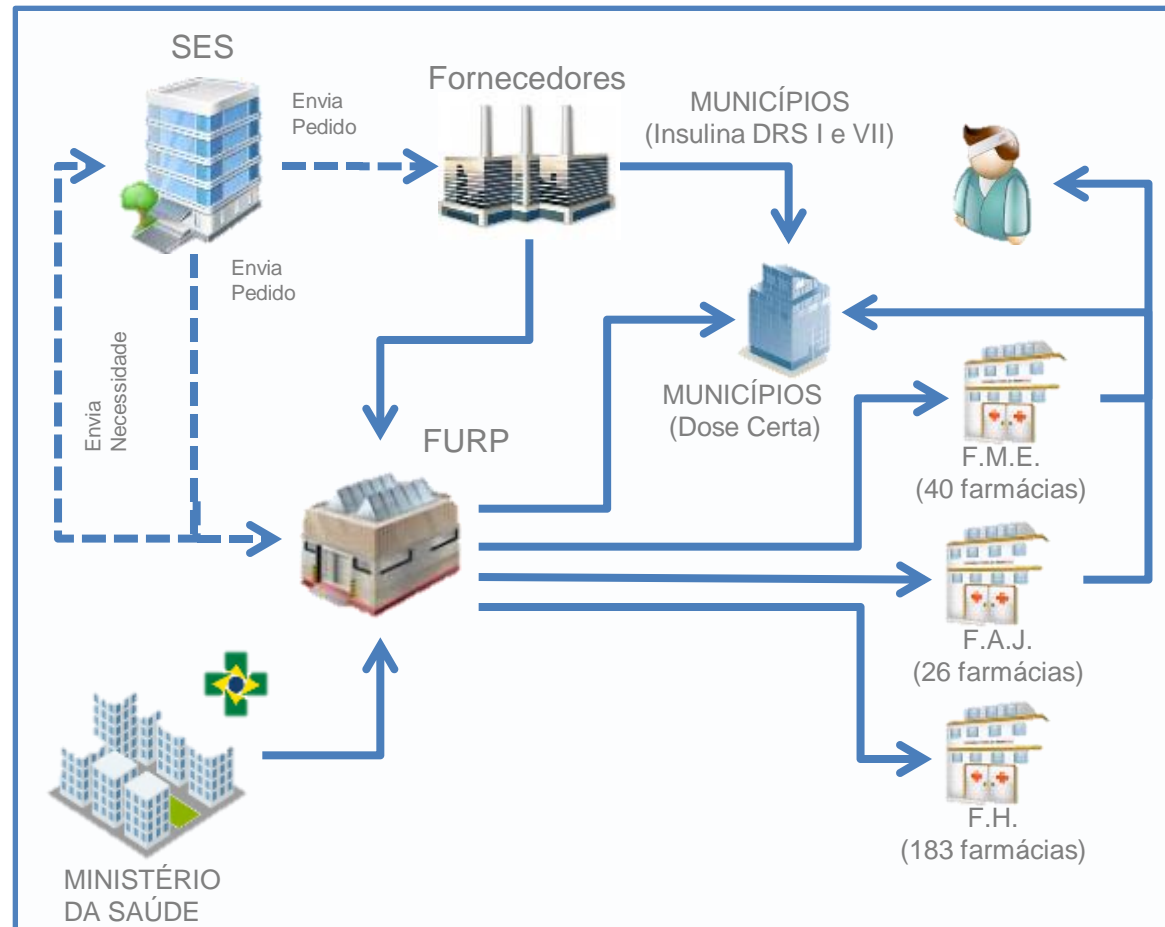 SES
Envia
Pedido
Fornecedores
MUNICÍPIOS
(Insulina DRS I e VII)
Envia
Pedido
Envia
Necessidade
MUNICÍPIOS
(Dose Certa)
FURP
F.M.E.
(40 farmácias)
F.A.J.
(26 farmácias)
F.H.
(183 farmácias)
MINISTÉRIO
DA SAÚDE